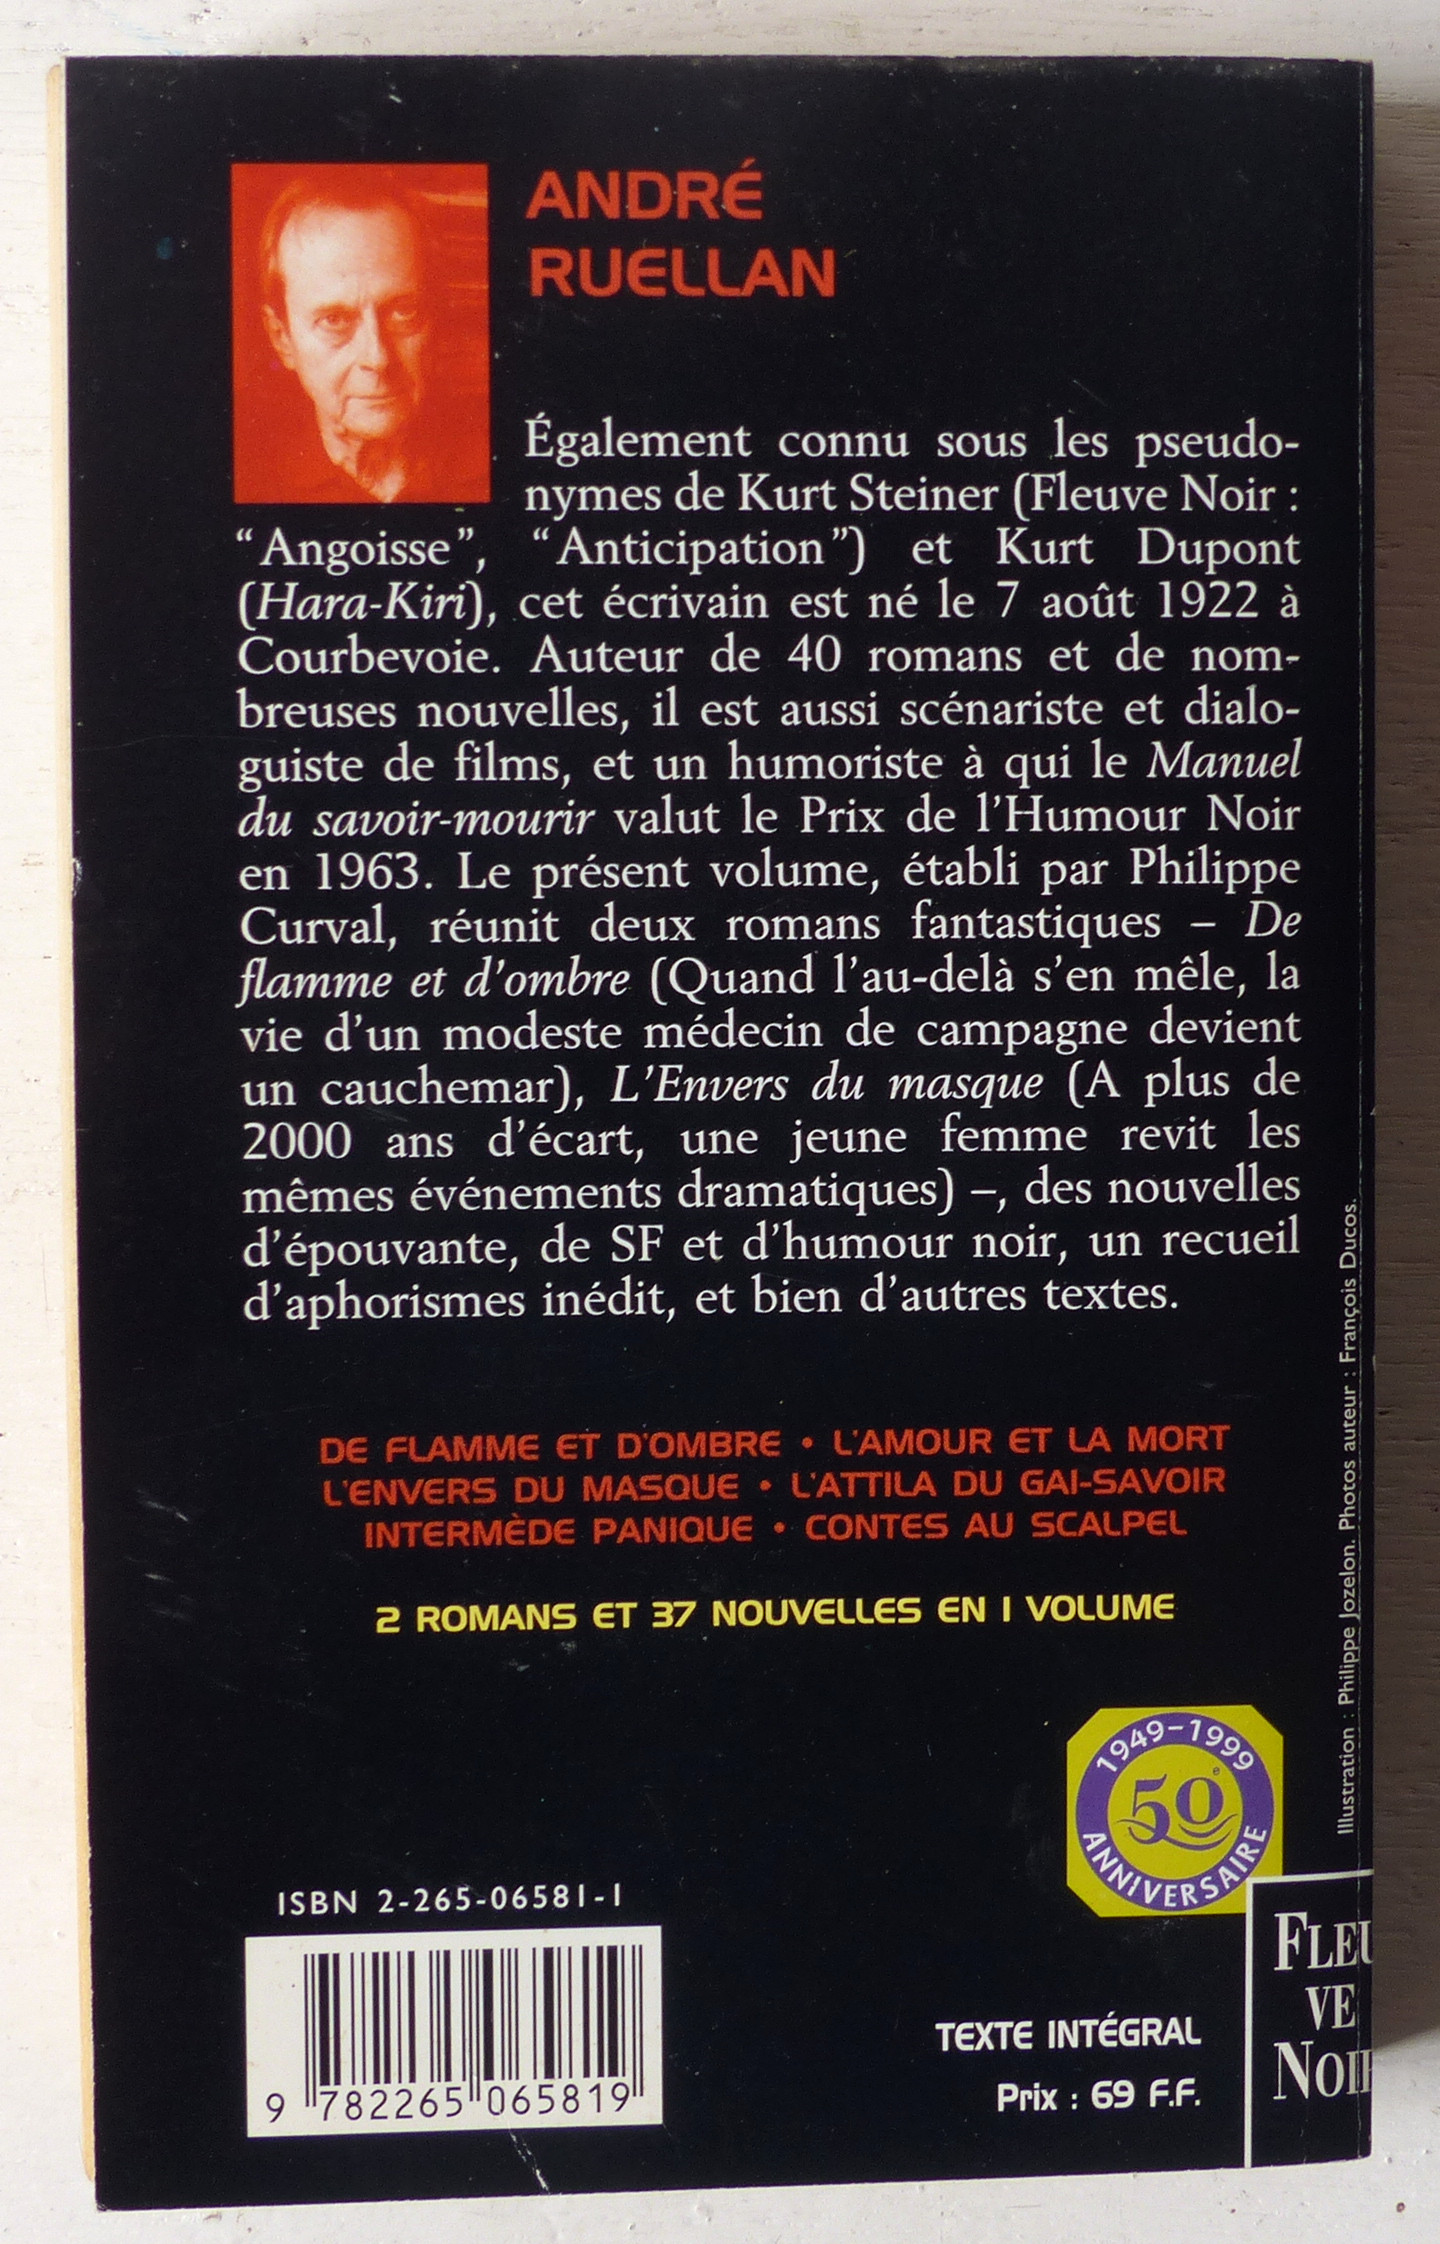 ANDRÉ
RUELLAN
Également connu sous les pseudo-
nymes de Kurt Steiner (Fleuve Noir :
“Angoisse”, “Anticipation”) et Kurt Dupont
(Hara-Kiri), cet écrivain est né le 7 août 1922 à
Courbevoie. Auteur de 40 romans et de nom-
breuses nouvelles, il est aussi scénariste et dialo-
guiste de films, et un humoriste à qui le Manuel
du savoir-mourir valut le Prix de l’Humour Noir
en 1963. Le présent volume, établi par Philippe
Curval, réunit deux romans fantastiques – De
flamme et d’ombre (Quand l’au-delà s’en mêle, la
vie d’un modeste médecin de campagne devient
un cauchemar), L’Envers du masque (A plus de
2000 ans d’écart, une jeune femme revit les
mêmes événements dramatiques) –, des nouvelles
d’épouvante, de SF et d’humour noir, un recueil
d’aphorismes inédit, et bien d’autres textes.
DE FLAMME ET D'OMBRE • L'AMOUR ET LA MORT
L'ENVERS DU MASQUE • L'ATTILA DU GAI-SAVOIR
INTERMÈDE PANIQUE • CONTES AU SCALPEL
2 ROMANS ET 37 NOUVELLES EN 1 VOLUME
Illustration : Philippe Jozelon. Photos auteur : François Ducos.
1949-1999
50e
ANNIVERSAIRE
ISBN 2-265-06581-1
9 782265 065819
TEXTE INTÉGRAL
Prix : 69 F.F.
FLEU
VE
NOIR